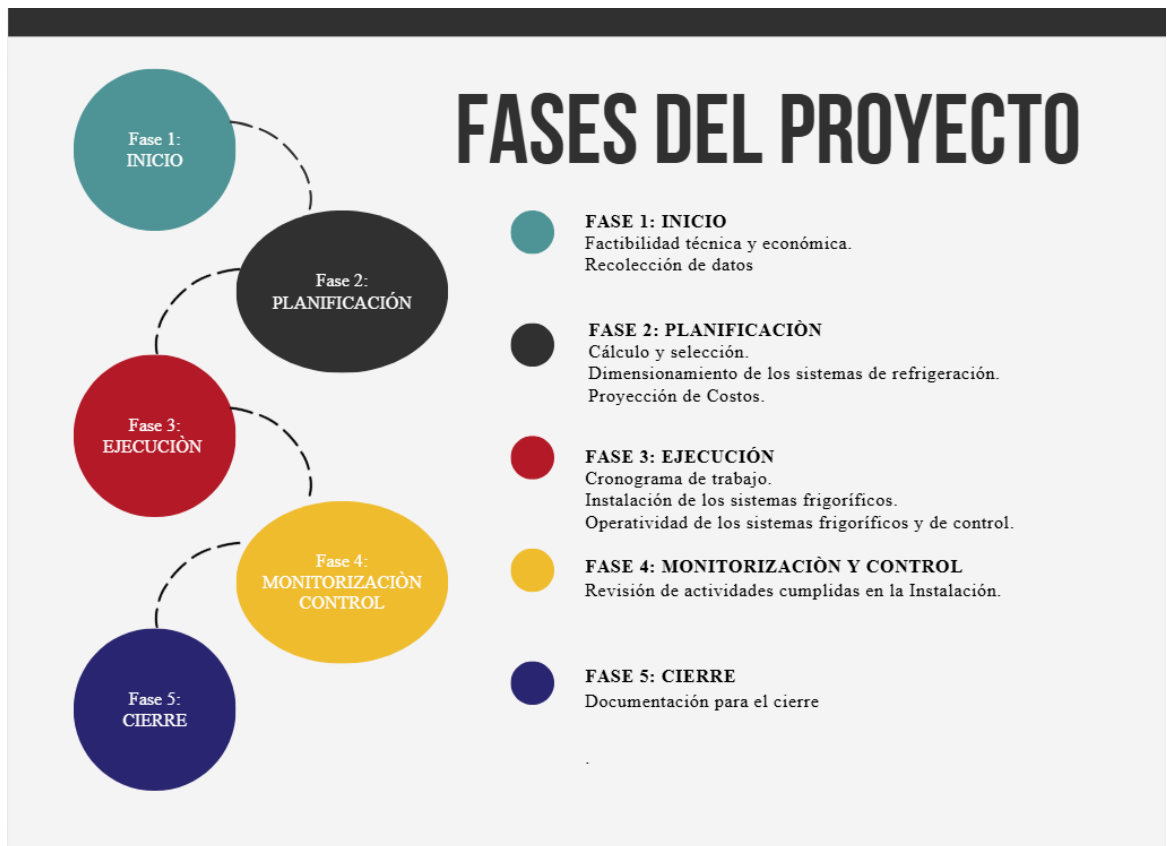 FASES DEL PROYECTO
Fase 1:
INICIO
Fase 2:
PLANIFICACIÓN
Fase 3:
EJECUCIÒN
Fase 4:
MONITORIZACIÒN
CONTROL
Fase 5:
CIERRE
FASE 1: INICIO
Factibilidad técnica y económica.
Recolección de datos
FASE 2: PLANIFICACIÒN
Cálculo y selección.
Dimensionamiento de los sistemas de refrigeración.
Proyección de Costos.
FASE 3: EJECUCIÓN
Cronograma de trabajo.
Instalación de los sistemas frigoríficos.
Operatividad de los sistemas frigoríficos y de control.
FASE 4: MONITORIZACIÒN Y CONTROL
Revisión de actividades cumplidas en la Instalación.
FASE 5: CIERRE
Documentación para el cierre
.